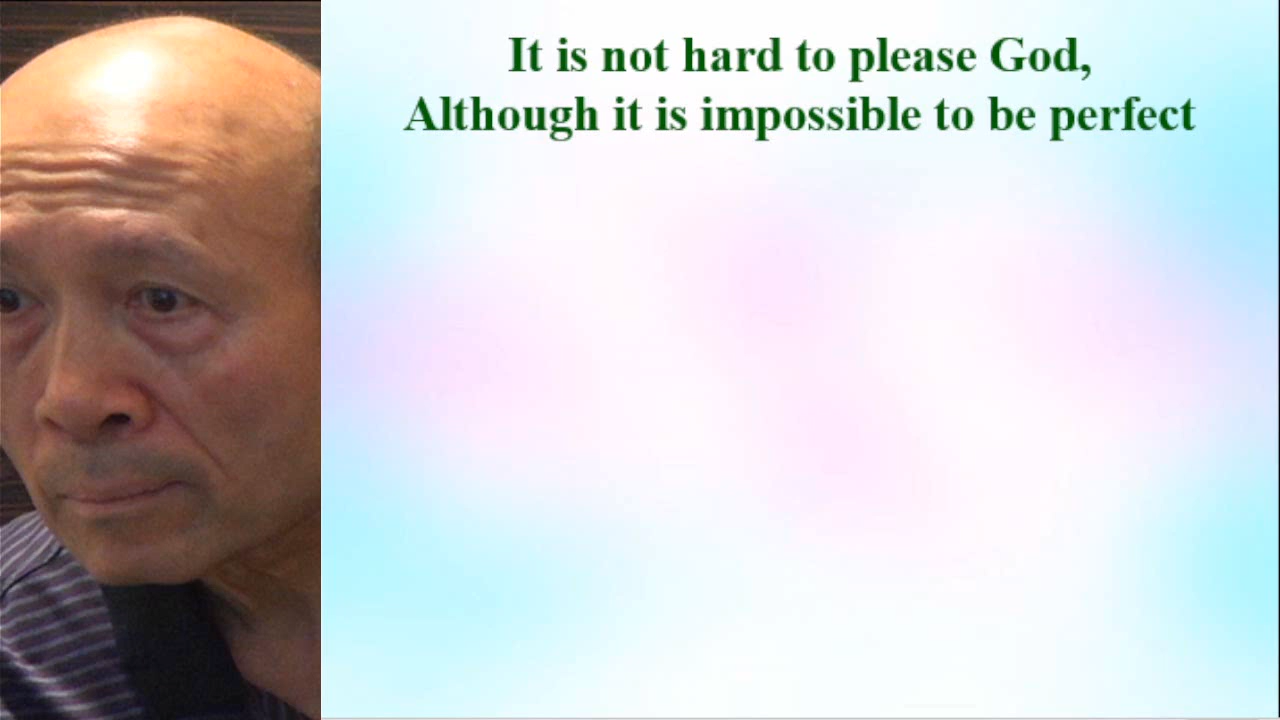 It is not hard to please God,
Although it is impossible to be perfect